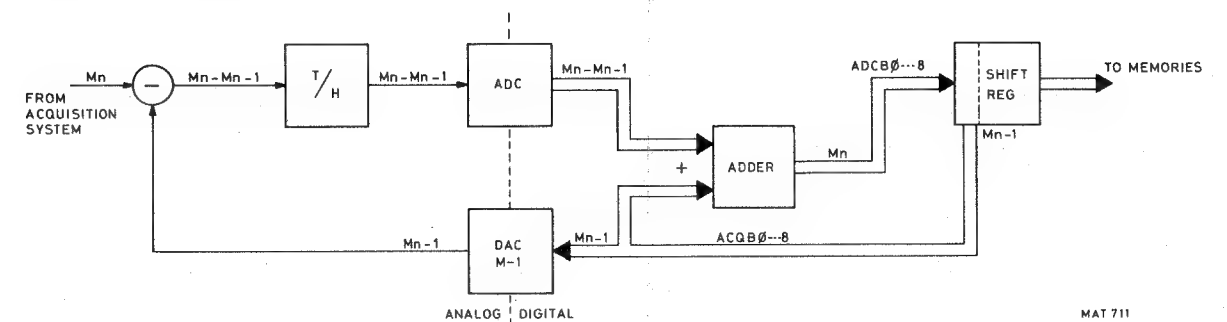 Mn
FROM
ACQUISITION
SYSTEM
−
Mn-Mn-1
T/H
Mn-Mn-1
ADC
Mn-Mn-1
+
ADDER
Mn
ADCBØ---8
SHIFT
REG
TO MEMORIES
Mn-1
Mn-1
DAC
M-1
Mn-1
ACQBØ---8
ANALOG
DIGITAL
MAT 711